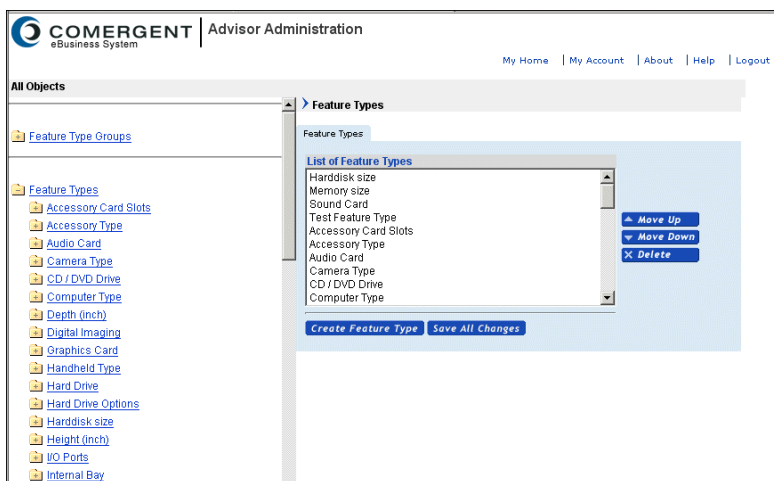 COMERGENT
eBusiness System
Advisor Administration
My Home | My Account | About | Help | Logout
All Objects
Feature Type Groups
Feature Types
Accessory Card Slots
Accessory Type
Audio Card
Camera Type
CD / DVD Drive
Computer Type
Depth (inch)
Digital Imaging
Graphics Card
Handheld Type
Hard Drive
Hard Drive Options
Harddisk size
Height (inch)
I/O Ports
Internal Bay
Feature Types
Feature Types
List of Feature Types
Harddisk size
Memory size
Sound Card
Test Feature Type
Accessory Card Slots
Accessory Type
Audio Card
Camera Type
CD / DVD Drive
Computer Type
Move Up
Move Down
X Delete
Create Feature Type
Save All Changes